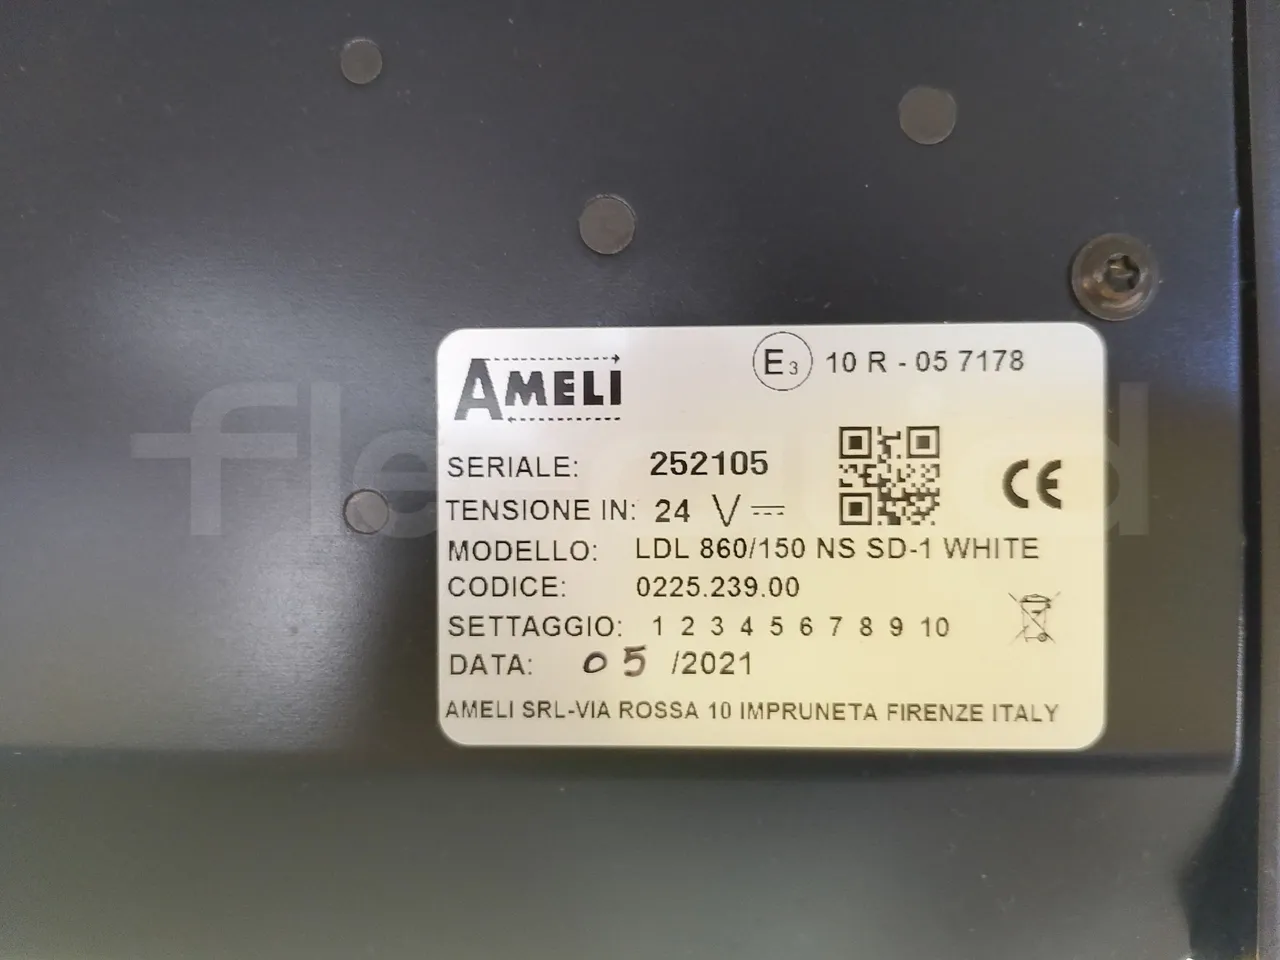 AMELI
E3 10 R - 05 7178
SERIALE: 252105
TENSIONE IN: 24 V
MODELLO: LDL 860/150 NS SD-1 WHITE
CODICE: 0225.239.00
SETTAGGIO: 1 2 3 4 5 6 7 8 9 10
DATA: 05 /2021
AMELI SRL-VIA ROSSA 10 IMPRUNETA FIRENZE ITALY
CE